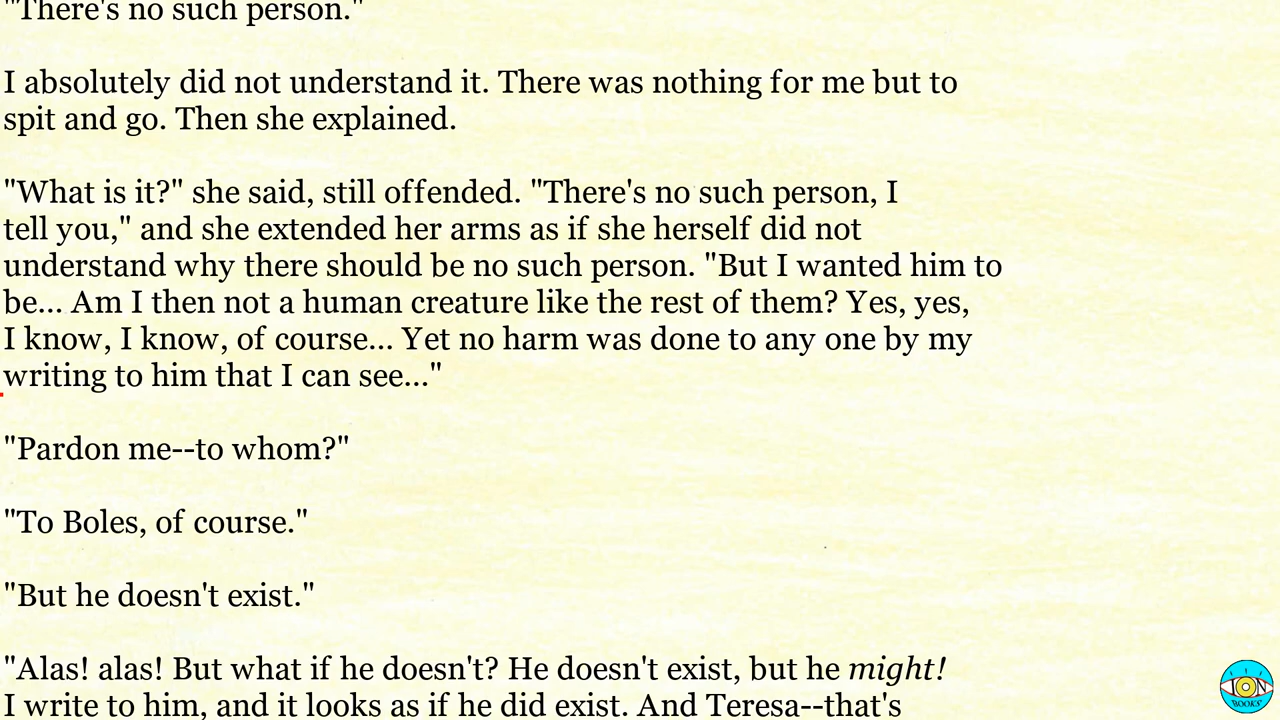 "There's no such person."
I absolutely did not understand it. There was nothing for me but to
spit and go. Then she explained.
"What is it?" she said, still offended. "There's no such person, I
tell you," and she extended her arms as if she herself did not
understand why there should be no such person. "But I wanted him to
be... Am I then not a human creature like the rest of them? Yes, yes,
I know, I know, of course... Yet no harm was done to any one by my
writing to him that I can see..."
"Pardon me--to whom?"
"To Boles, of course."
"But he doesn't exist."
"Alas! alas! But what if he doesn't? He doesn't exist, but he might!
I write to him, and it looks as if he did exist. And Teresa--that's
ION
BOOKS